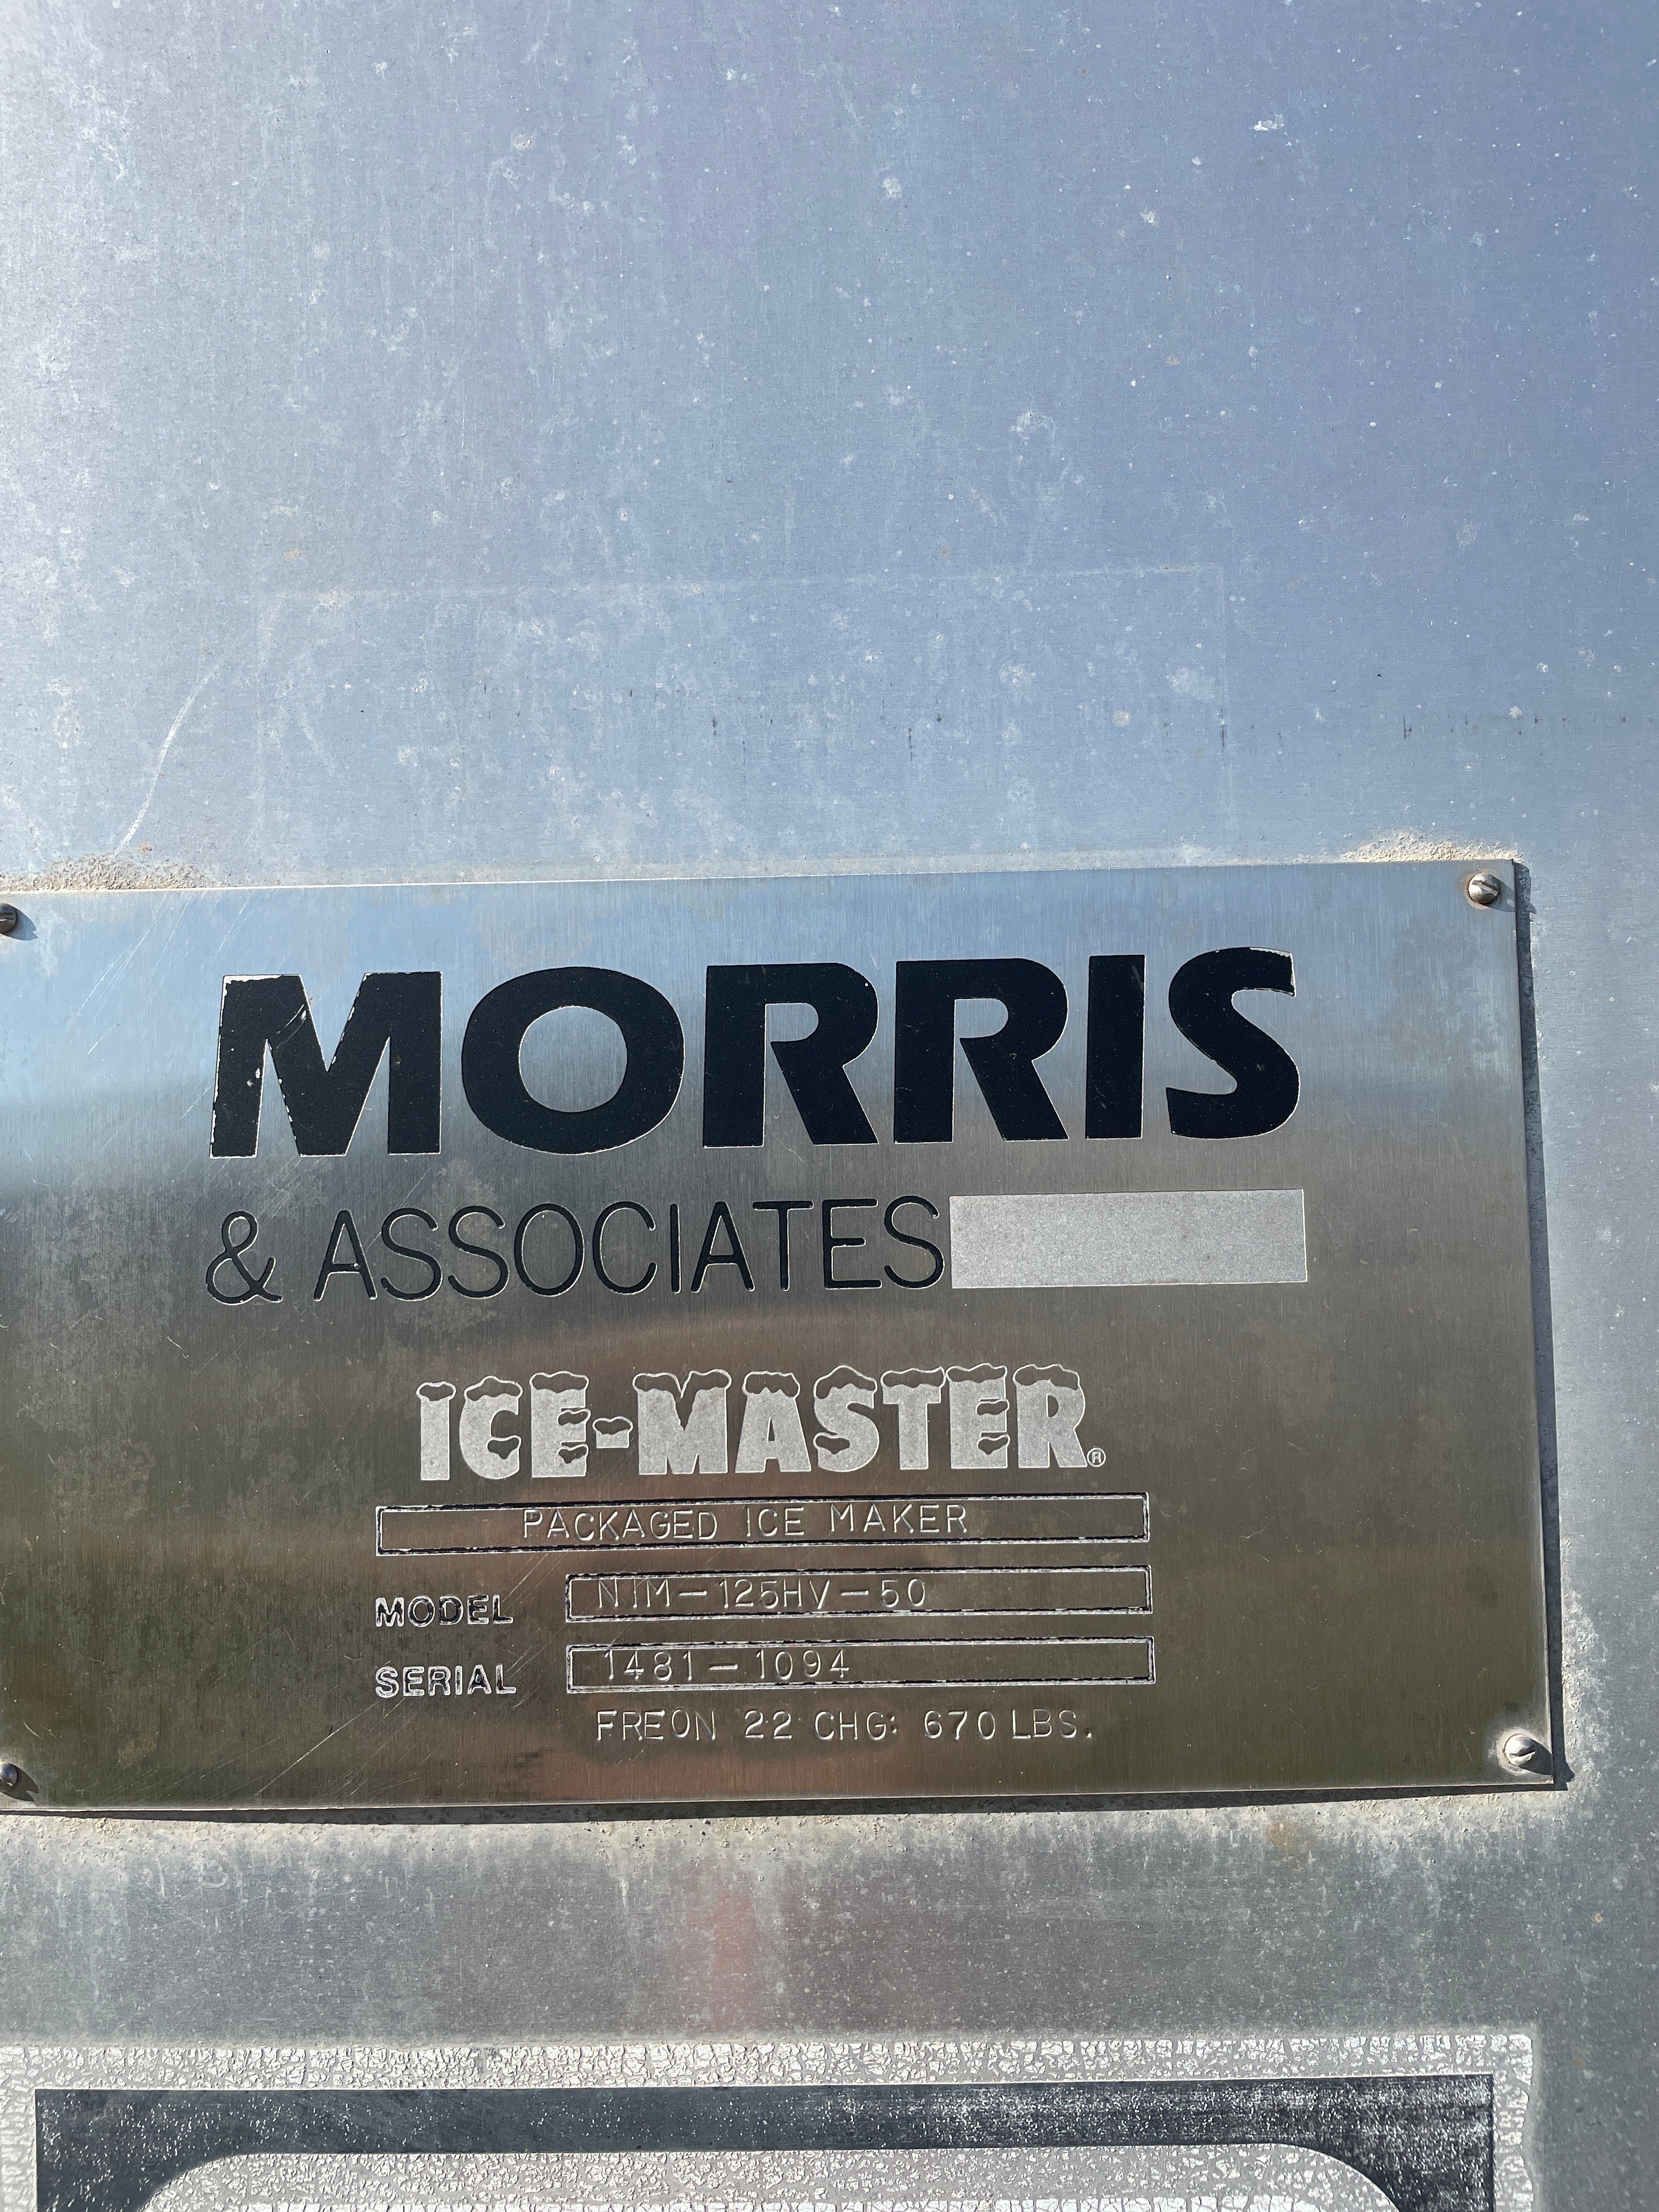 MORRIS
& ASSOCIATES
ICE-MASTER®
PACKAGED ICE MAKER
MODEL NIM-125HV-50
SERIAL 1481-1094
FREON 22 CHG: 670 LBS.